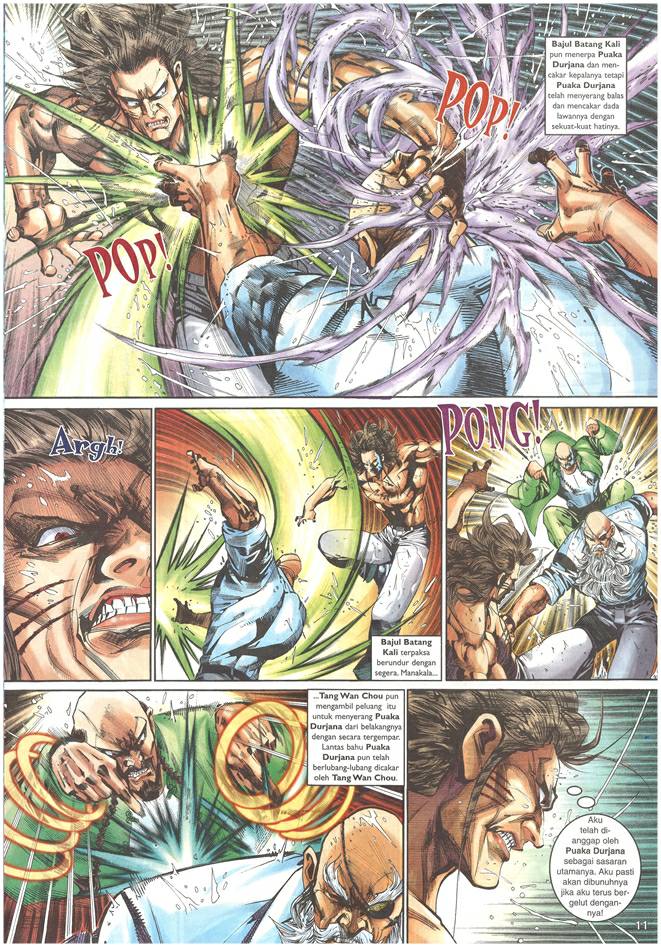 Bajul Batang Kali
pun menerpa Puaka
Durjana dan men-
cakar kepalanya tetapi
Puaka Durjana
telah menyerang balas
dan mencakar dada
lawannya dengan
sekuat-kuat hatinya.
POP!
POP!
Argh!
Bajul Batang
Kali terpaksa
berundur dengan
segera. Manakala...
PONG!
...Tang Wan Chou pun
mengambil peluang itu
untuk menyerang Puaka
Durjana dari belakangnya
dengan secara tergempar.
Lantas bahu Puaka
Durjana pun telah
berlubang-lubang dicakar
oleh Tang Wan Chou.
Aku
telah di-
anggap oleh
Puaka Durjana
sebagai sasaran
utamanya. Aku pasti
akan dibunuhnya
jika aku terus ber-
gelut dengan-
nya!
11